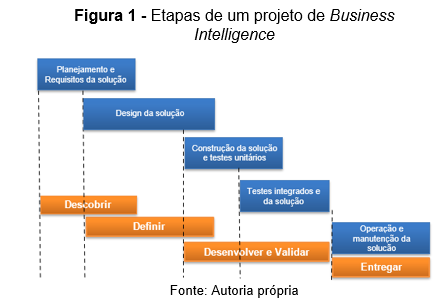 Figura 1 - Etapas de um projeto de Business
Intelligence
Planejamento e
Requisitos da solução
Design da solução
Construção da solução
e testes unitários
Testes integrados e
da solução
Descobrir
Definir
Operação e
manutenção da
solucão
Desenvolver e Validar
Entregar
Fonte: Autoria própria